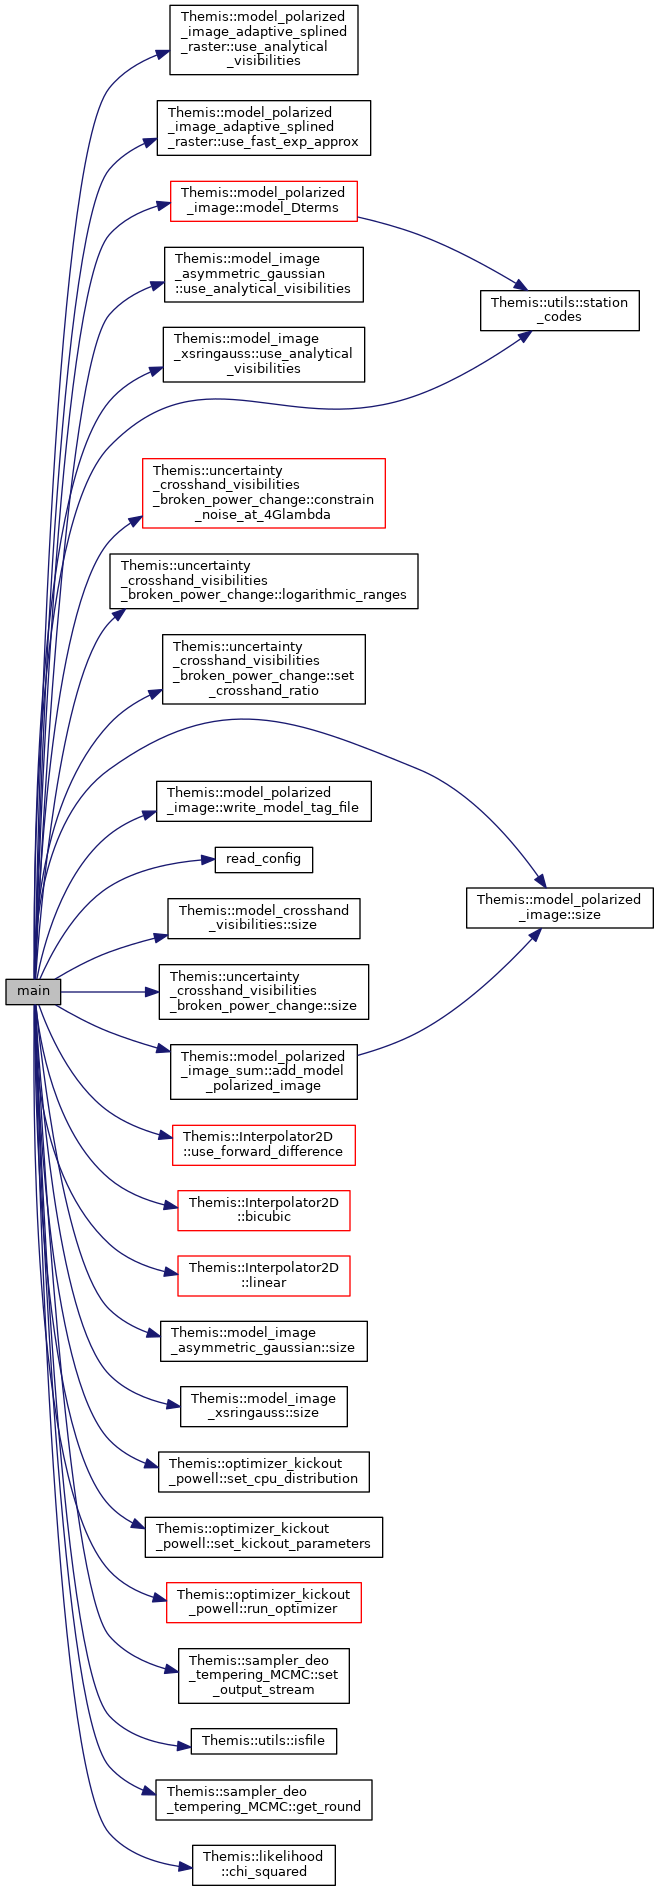 Themis::model_polarized
_image_adaptive_splined
_raster::use_analytical
_visibilities
Themis::model_polarized
_image_adaptive_splined
_raster::use_fast_exp_approx
Themis::model_polarized
_image::model_Dterms
Themis::model_image
_asymmetric_gaussian
::use_analytical_visibilities
Themis::utils::station
_codes
Themis::model_image
_xsringauss::use_analytical
_visibilities
Themis::uncertainty
_crosshand_visibilities
_broken_power_change::constrain
_noise_at_4Glambda
Themis::uncertainty
_crosshand_visibilities
_broken_power_change::logarithmic_ranges
Themis::uncertainty
_crosshand_visibilities
_broken_power_change::set
_crosshand_ratio
Themis::model_polarized
_image::write_model_tag_file
read_config
Themis::model_crosshand
_visibilities::size
Themis::model_polarized
_image::size
main
Themis::uncertainty
_crosshand_visibilities
_broken_power_change::size
Themis::model_polarized
_image_sum::add_model
_polarized_image
Themis::Interpolator2D
::use_forward_difference
Themis::Interpolator2D
::bicubic
Themis::Interpolator2D
::linear
Themis::model_image
_asymmetric_gaussian::size
Themis::model_image
_xsringauss::size
Themis::optimizer_kickout
_powell::set_cpu_distribution
Themis::optimizer_kickout
_powell::set_kickout_parameters
Themis::optimizer_kickout
_powell::run_optimizer
Themis::sampler_deo
_tempering_MCMC::set
_output_stream
Themis::utils::isfile
Themis::sampler_deo
_tempering_MCMC::get_round
Themis::likelihood
::chi_squared